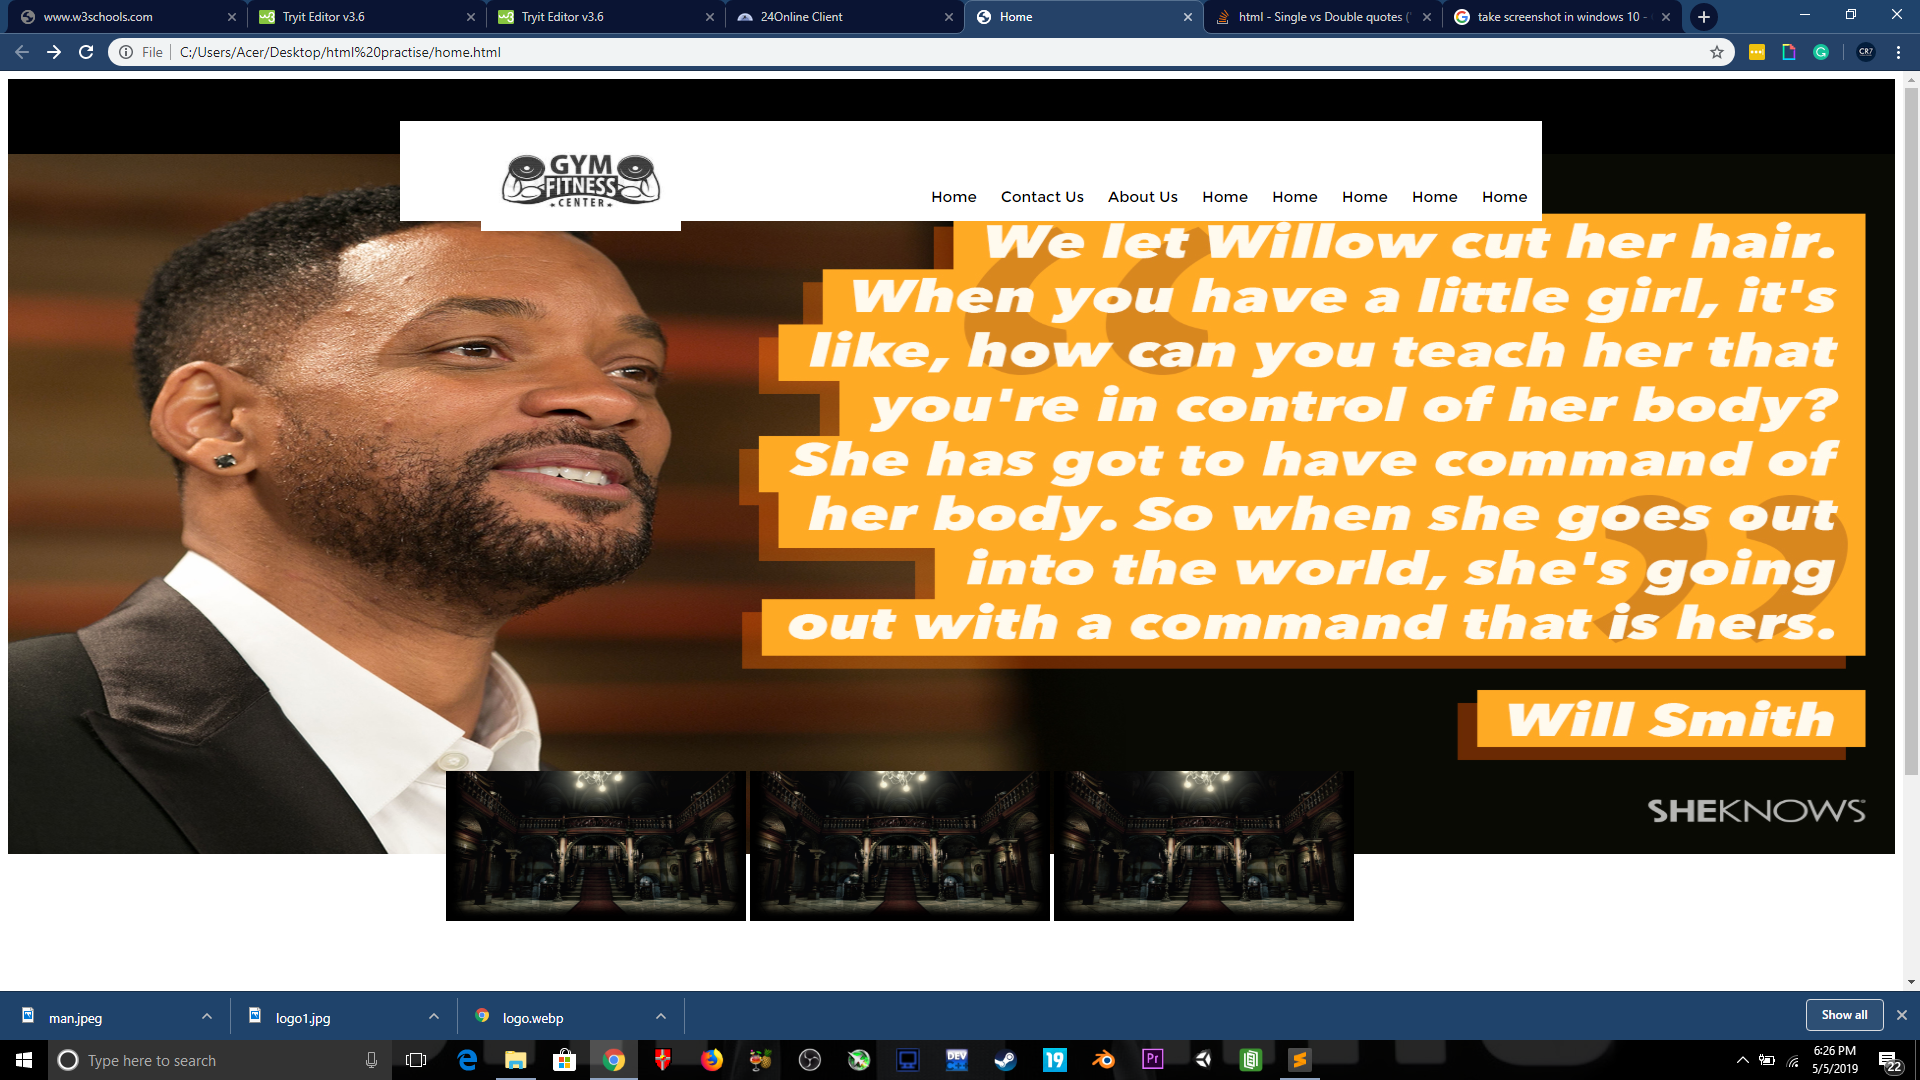 www.w3schools.com
Tryit Editor v3.6
Tryit Editor v3.6
24Online Client
Home
html - Single vs Double quotes ('
take screenshot in windows 10 -
File
C:/Users/Acer/Desktop/html%20practise/home.html
CR7
GYM
FITNESS
CENTER
Home Contact Us About Us Home Home Home Home Home
We let Willow cut her hair.
When you have a little girl, it's
like, how can you teach her that
you're in control of her body?
She has got to have command of
her body. So when she goes out
into the world, she's going
out with a command that is hers.
Will Smith
SHEKNOWS
man.jpeg
logo1.jpg
logo.webp
Show all
Type here to search
DEV
19
Pr
6:26 PM
5/5/2019
22